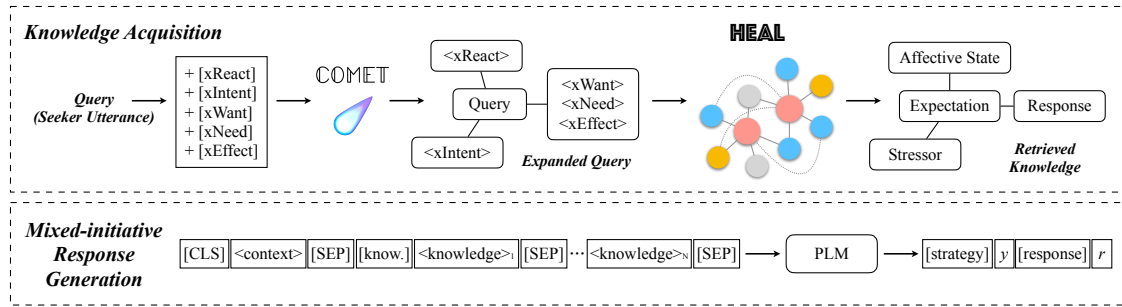 Knowledge Acquisition
Query
(Seeker Utterance)
+ [xReact]
+ [xIntent]
+ [xWant]
+ [xNeed]
+ [xEffect]
COMET
<xReact>
Query
<xIntent>
<xWant>
<xNeed>
<xEffect>
Expanded Query
HEAL
Affective State
Expectation
Response
Stressor
Retrieved
Knowledge
Mixed-initiative
Response
Generation
[CLS] <context> [SEP] [know.] <knowledge>₁ [SEP] ... <knowledge>N [SEP]
PLM
[strategy] y [response] r